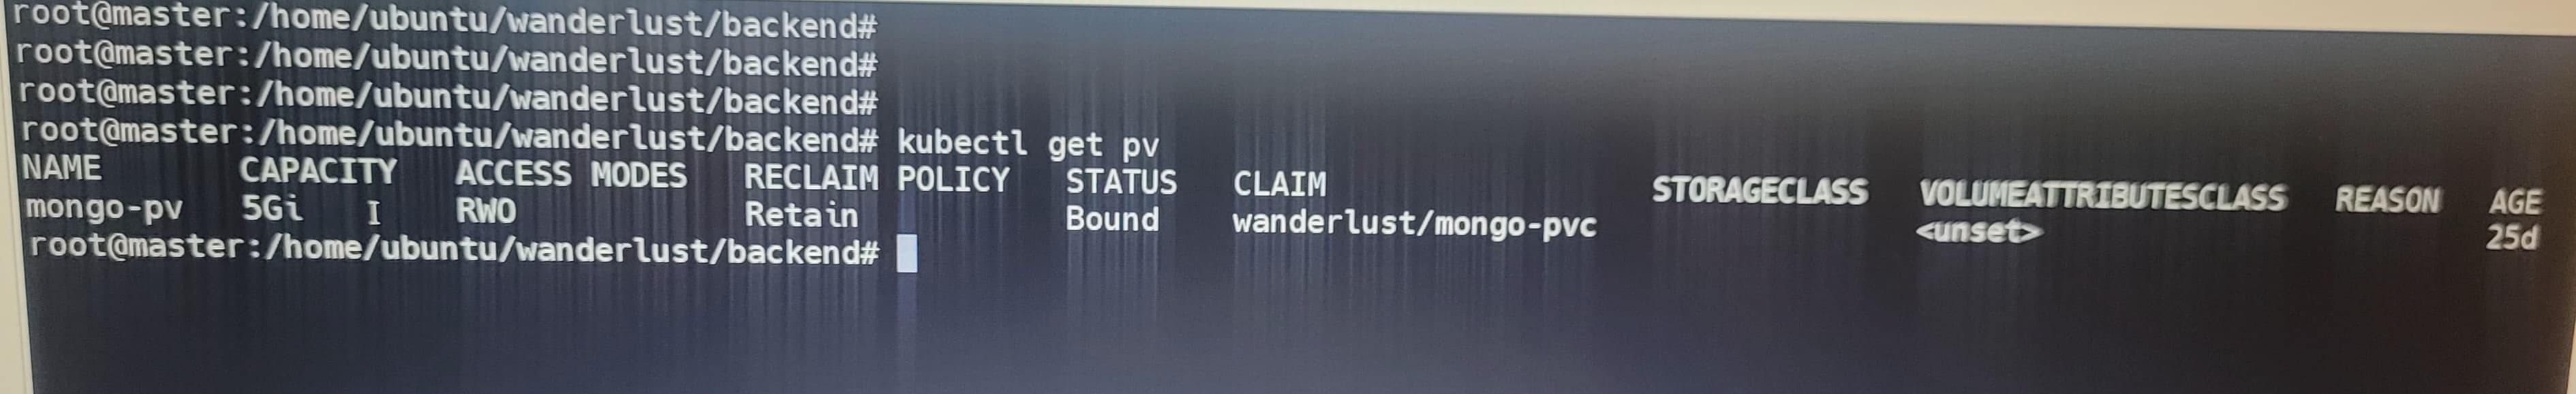 root@master:/home/ubuntu/wanderlust/backend#
root@master:/home/ubuntu/wanderlust/backend#
root@master:/home/ubuntu/wanderlust/backend#
root@master:/home/ubuntu/wanderlust/backend# kubectl get pv
NAME CAPACITY ACCESS MODES RECLAIM POLICY STATUS CLAIM STORAGECLASS VOLUMEATTRIBUTESCLASS REASON AGE
mongo-pv 5Gi RWO Retain Bound wanderlust/mongo-pvc <unset> 25d
root@master:/home/ubuntu/wanderlust/backend#